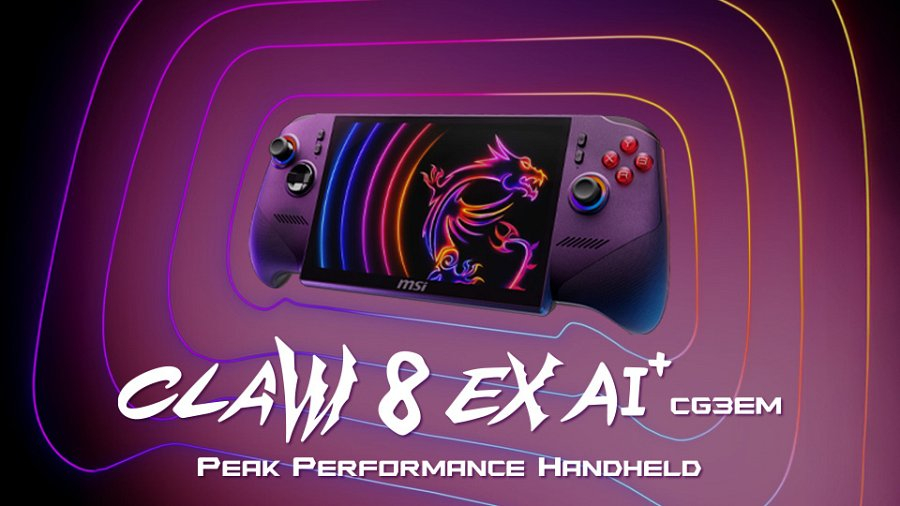 Y
X B
A
msi
CLAW 8 EX AI+ CG3EM
PEAK PERFORMANCE HANDHELD